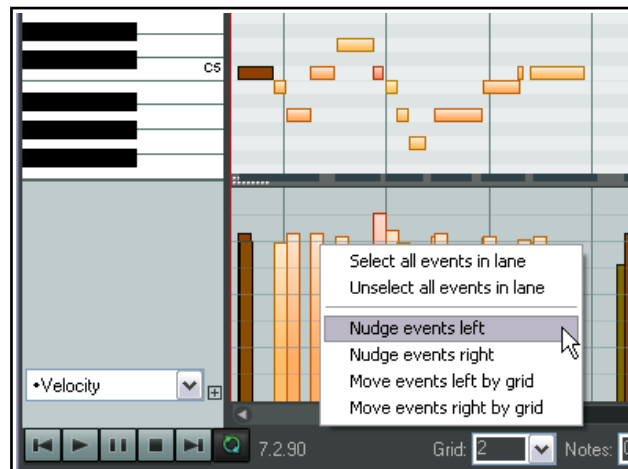 C5
Select all events in lane
Unselect all events in lane
Nudge events left
Nudge events right
Move events left by grid
Move events right by grid
•Velocity
7.2.90 Grid: 2 Notes: